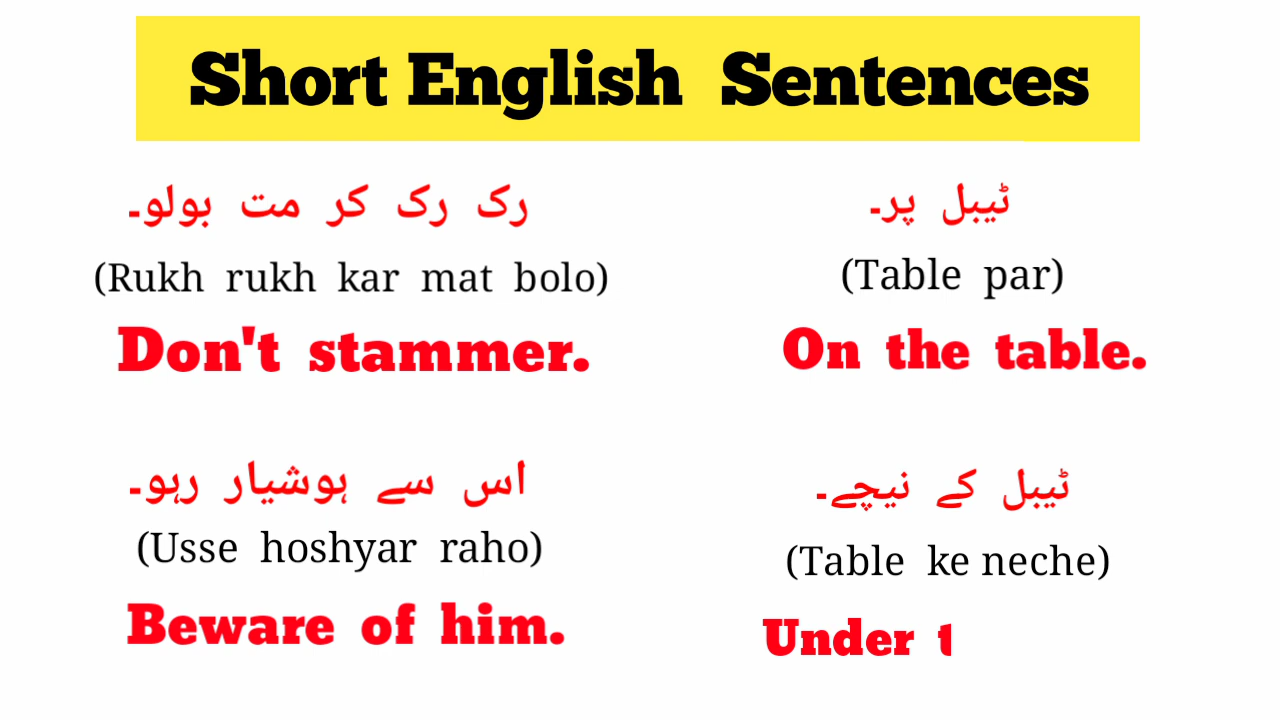 Short English Sentences
رک رک کر مت بولو۔
(Rukh rukh kar mat bolo)
Don't stammer.
ٹیبل پر۔
(Table par)
On the table.
اس سے ہوشیار رہو۔
(Usse hoshyar raho)
Beware of him.
ٹیبل کے نیچے۔
(Table ke neche)
Under